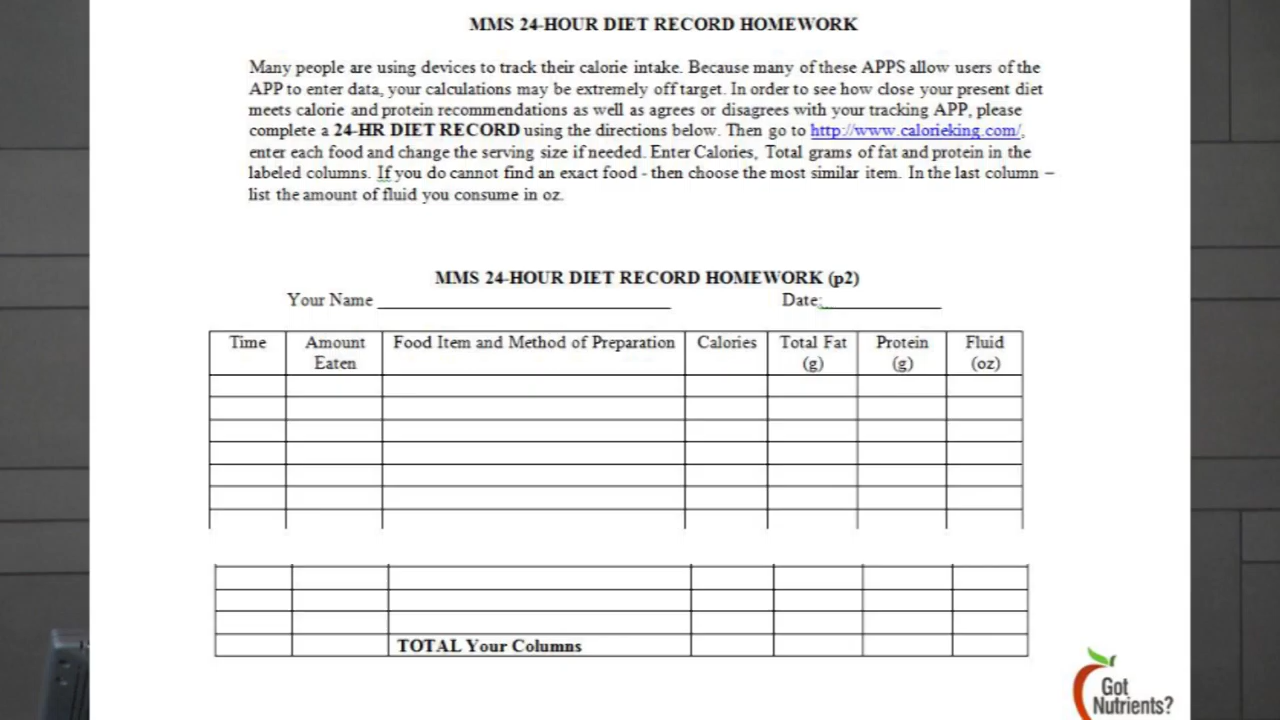 MMS 24-HOUR DIET RECORD HOMEWORK
Many people are using devices to track their calorie intake. Because many of these APPS allow users of the
APP to enter data, your calculations may be extremely off target. In order to see how close your present diet
meets calorie and protein recommendations as well as agrees or disagrees with your tracking APP, please
complete a 24-HR DIET RECORD using the directions below. Then go to http://www.calorieking.com/,
enter each food and change the serving size if needed. Enter Calories, Total grams of fat and protein in the
labeled columns. If you do cannot find an exact food - then choose the most similar item. In the last column –
list the amount of fluid you consume in oz.
MMS 24-HOUR DIET RECORD HOMEWORK (p2)
Your Name Date:
Time Amount Food Item and Method of Preparation Calories Total Fat Protein Fluid
Eaten (g) (g) (oz)
TOTAL Your Columns
Got
Nutrients?